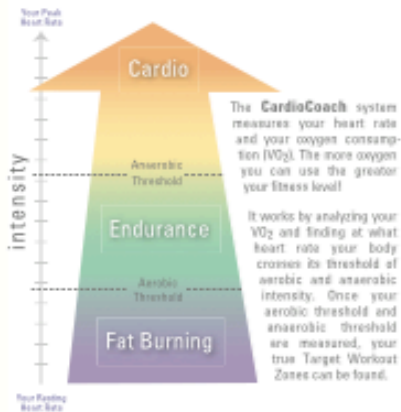 Your Peak
Heart Rate
Cardio
The CardioCoach system
measures your heart rate
and your oxygen consump-
tion (VO2). The more oxygen
you can use the greater
your fitness level!
Anaerobic
Threshold
intensity
It works by analyzing your
VO2 and finding at what
heart rate your body
crosses its threshold of
aerobic and anaerobic
intensity. Once your
aerobic threshold and
anaerobic threshold
are measured, your
true Target Workout
Zones can be found.
Endurance
Aerobic
Threshold
Fat Burning
Your Resting
Heart Rate